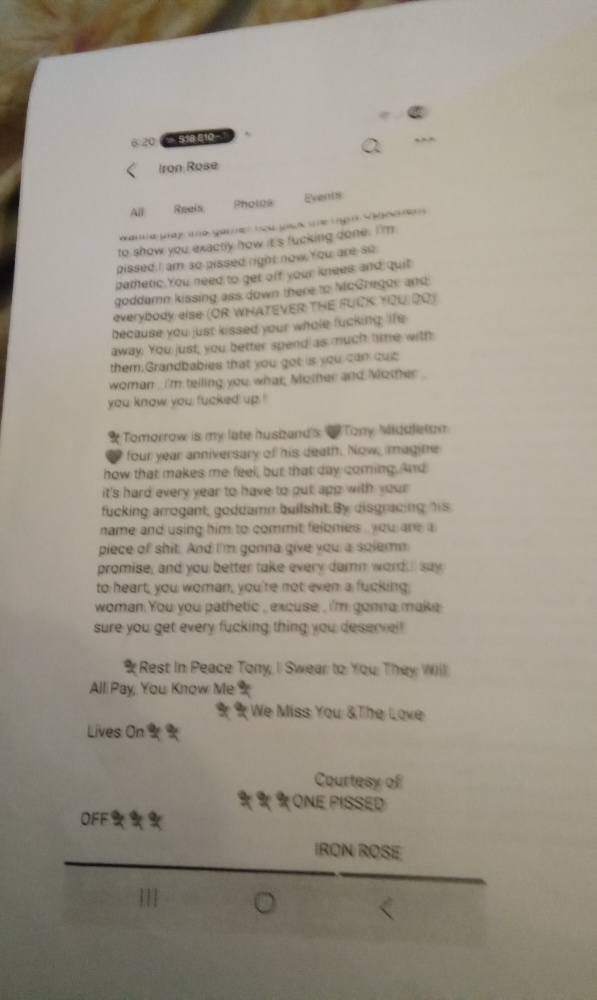 6:20 S18 E10
Iron Rose
All Reels Photos Events
to show you exactly how it's fucking done. I'm
pissed.I am so pissed right now.You are so
pathetic.You need to get off your knees and quit
goddamn kissing ass down there to McGregor and
everybody else (OR WHATEVER THE FUCK YOU DO)
because you just kissed your whole fucking life
away. You just, you better spend as much time with
them.Grandbabies that you got is you can cuz
woman , i'm telling you what, Mother and Mother ,
you know you fucked up !
Tomorrow is my late husband's 🖤Tony Middleton
🖤 four year anniversary of his death. Now, imagine
how that makes me feel, but that day coming.And
it's hard every year to have to put app with your
fucking arrogant, goddamn bullshit.By disgracing his
name and using him to commit felonies , you are a
piece of shit. And I'm gonna give you a solemn
promise, and you better take every damn word,I say
to heart, you woman, you're not even a fucking
woman.You you pathetic , excuse , i'm gonna make
sure you get every fucking thing you deserve!!
Rest In Peace Tony, I Swear to You They Will
All Pay, You Know Me
We Miss You &The Love
Lives On
Courtesy of
ONE PISSED
OFF
IRON ROSE